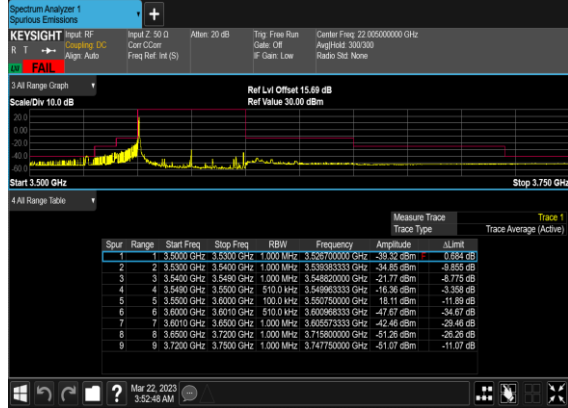 Spectrum Analyzer 1
Spurious Emissions
+
KEYSIGHT Input: RF Input Z: 50 Ω Atten: 20 dB Trig: Free Run Center Freq: 22.005000000 GHz
R T Coupling: DC Corr CCorr Gate: Off Avg|Hold: 300/300
Align: Auto Freq Ref: Int (S) IF Gain: Low Radio Std: None
FAIL
3 All Range Graph
Ref Lvl Offset 15.69 dB
Scale/Div 10.0 dB Ref Value 30.00 dBm
20.0
0.00
-20.0
-40.0
-60.0
Start 3.500 GHz Stop 3.750 GHz
4 All Range Table
Measure Trace Trace 1
Trace Type Trace Average (Active)
Spur Range Start Freq Stop Freq RBW Frequency Amplitude ΔLimit
1 1 3.5000 GHz 3.5300 GHz 1.000 MHz 3.526700000 GHz -39.32 dBm 0.684 dB
2 2 3.5300 GHz 3.5400 GHz 1.000 MHz 3.539383333 GHz -34.85 dBm -9.855 dB
3 3 3.5400 GHz 3.5490 GHz 1.000 MHz 3.548820000 GHz -21.77 dBm -8.775 dB
4 4 3.5490 GHz 3.5500 GHz 510.0 kHz 3.549963333 GHz -16.36 dBm -3.358 dB
5 5 3.5500 GHz 3.6000 GHz 100.0 kHz 3.550750000 GHz 18.11 dBm -11.89 dB
6 6 3.6000 GHz 3.6010 GHz 510.0 kHz 3.600968333 GHz -47.67 dBm -34.67 dB
7 7 3.6010 GHz 3.6500 GHz 1.000 MHz 3.605573333 GHz -42.46 dBm -29.46 dB
8 8 3.6500 GHz 3.7200 GHz 1.000 MHz 3.715800000 GHz -51.26 dBm -26.26 dB
9 9 3.7200 GHz 3.7500 GHz 1.000 MHz 3.747750000 GHz -51.07 dBm -11.07 dB
? Mar 22, 2023
3:52:48 AM